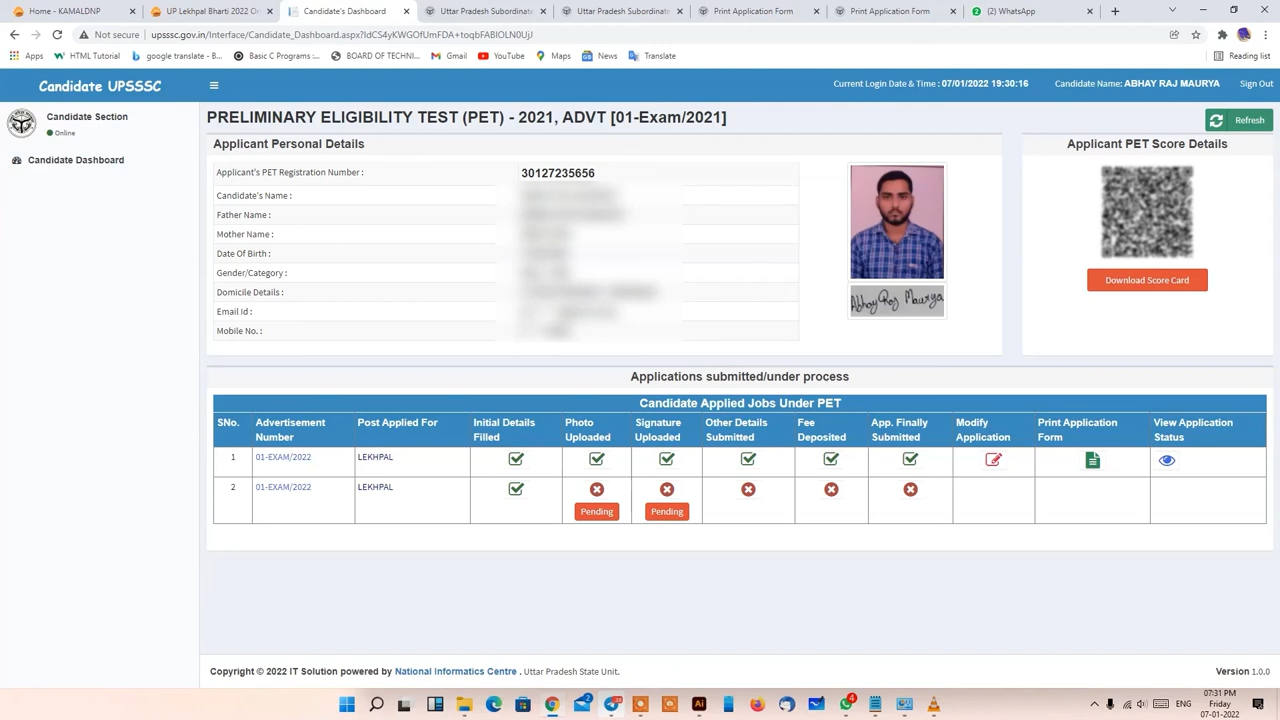 Home - KAMALDNP
UP Lekhpal Bharti 2022 On
Candidate's Dashboard
Uttar Pradesh Subordinate
Uttar Pradesh Subordinate
Print Application Form
Print Application Form
(2) WhatsApp
Not secure | upsssc.gov.in/Interface/Candidate_Dashboard.aspx?
Apps
HTML Tutorial
google translate - B...
Basic C Programs :...
BOARD OF TECHNI...
Gmail
YouTube
Maps
News
Translate
Reading list
Candidate UPSSSC
Current Login Date & Time : 07/01/2022 19:30:16
Candidate Name: ABHAY RAJ MAURYA
Sign Out
Candidate Section
Online
Candidate Dashboard
PRELIMINARY ELIGIBILITY TEST (PET) - 2021, ADVT [01-Exam/2021]
Refresh
Applicant Personal Details
Applicant's PET Registration Number : 30127235656
Candidate's Name :
Father Name :
Mother Name :
Date Of Birth :
Gender/Category :
Domicile Details :
Email Id :
Mobile No. :
Abhay Raj Maurya
Applicant PET Score Details
Download Score Card
Applications submitted/under process
Candidate Applied Jobs Under PET
SNo. Advertisement Number Post Applied For Initial Details Filled Photo Uploaded Signature Uploaded Other Details Submitted Fee Deposited App. Finally Submitted Modify Application Print Application Form View Application Status
1 01-EXAM/2022 LEKHPAL
2 01-EXAM/2022 LEKHPAL
Pending Pending
Copyright © 2022 IT Solution powered by National Informatics Centre . Uttar Pradesh State Unit.
Version 1.0.0
2
4
ENG
07:31 PM
Friday
07-01-2022